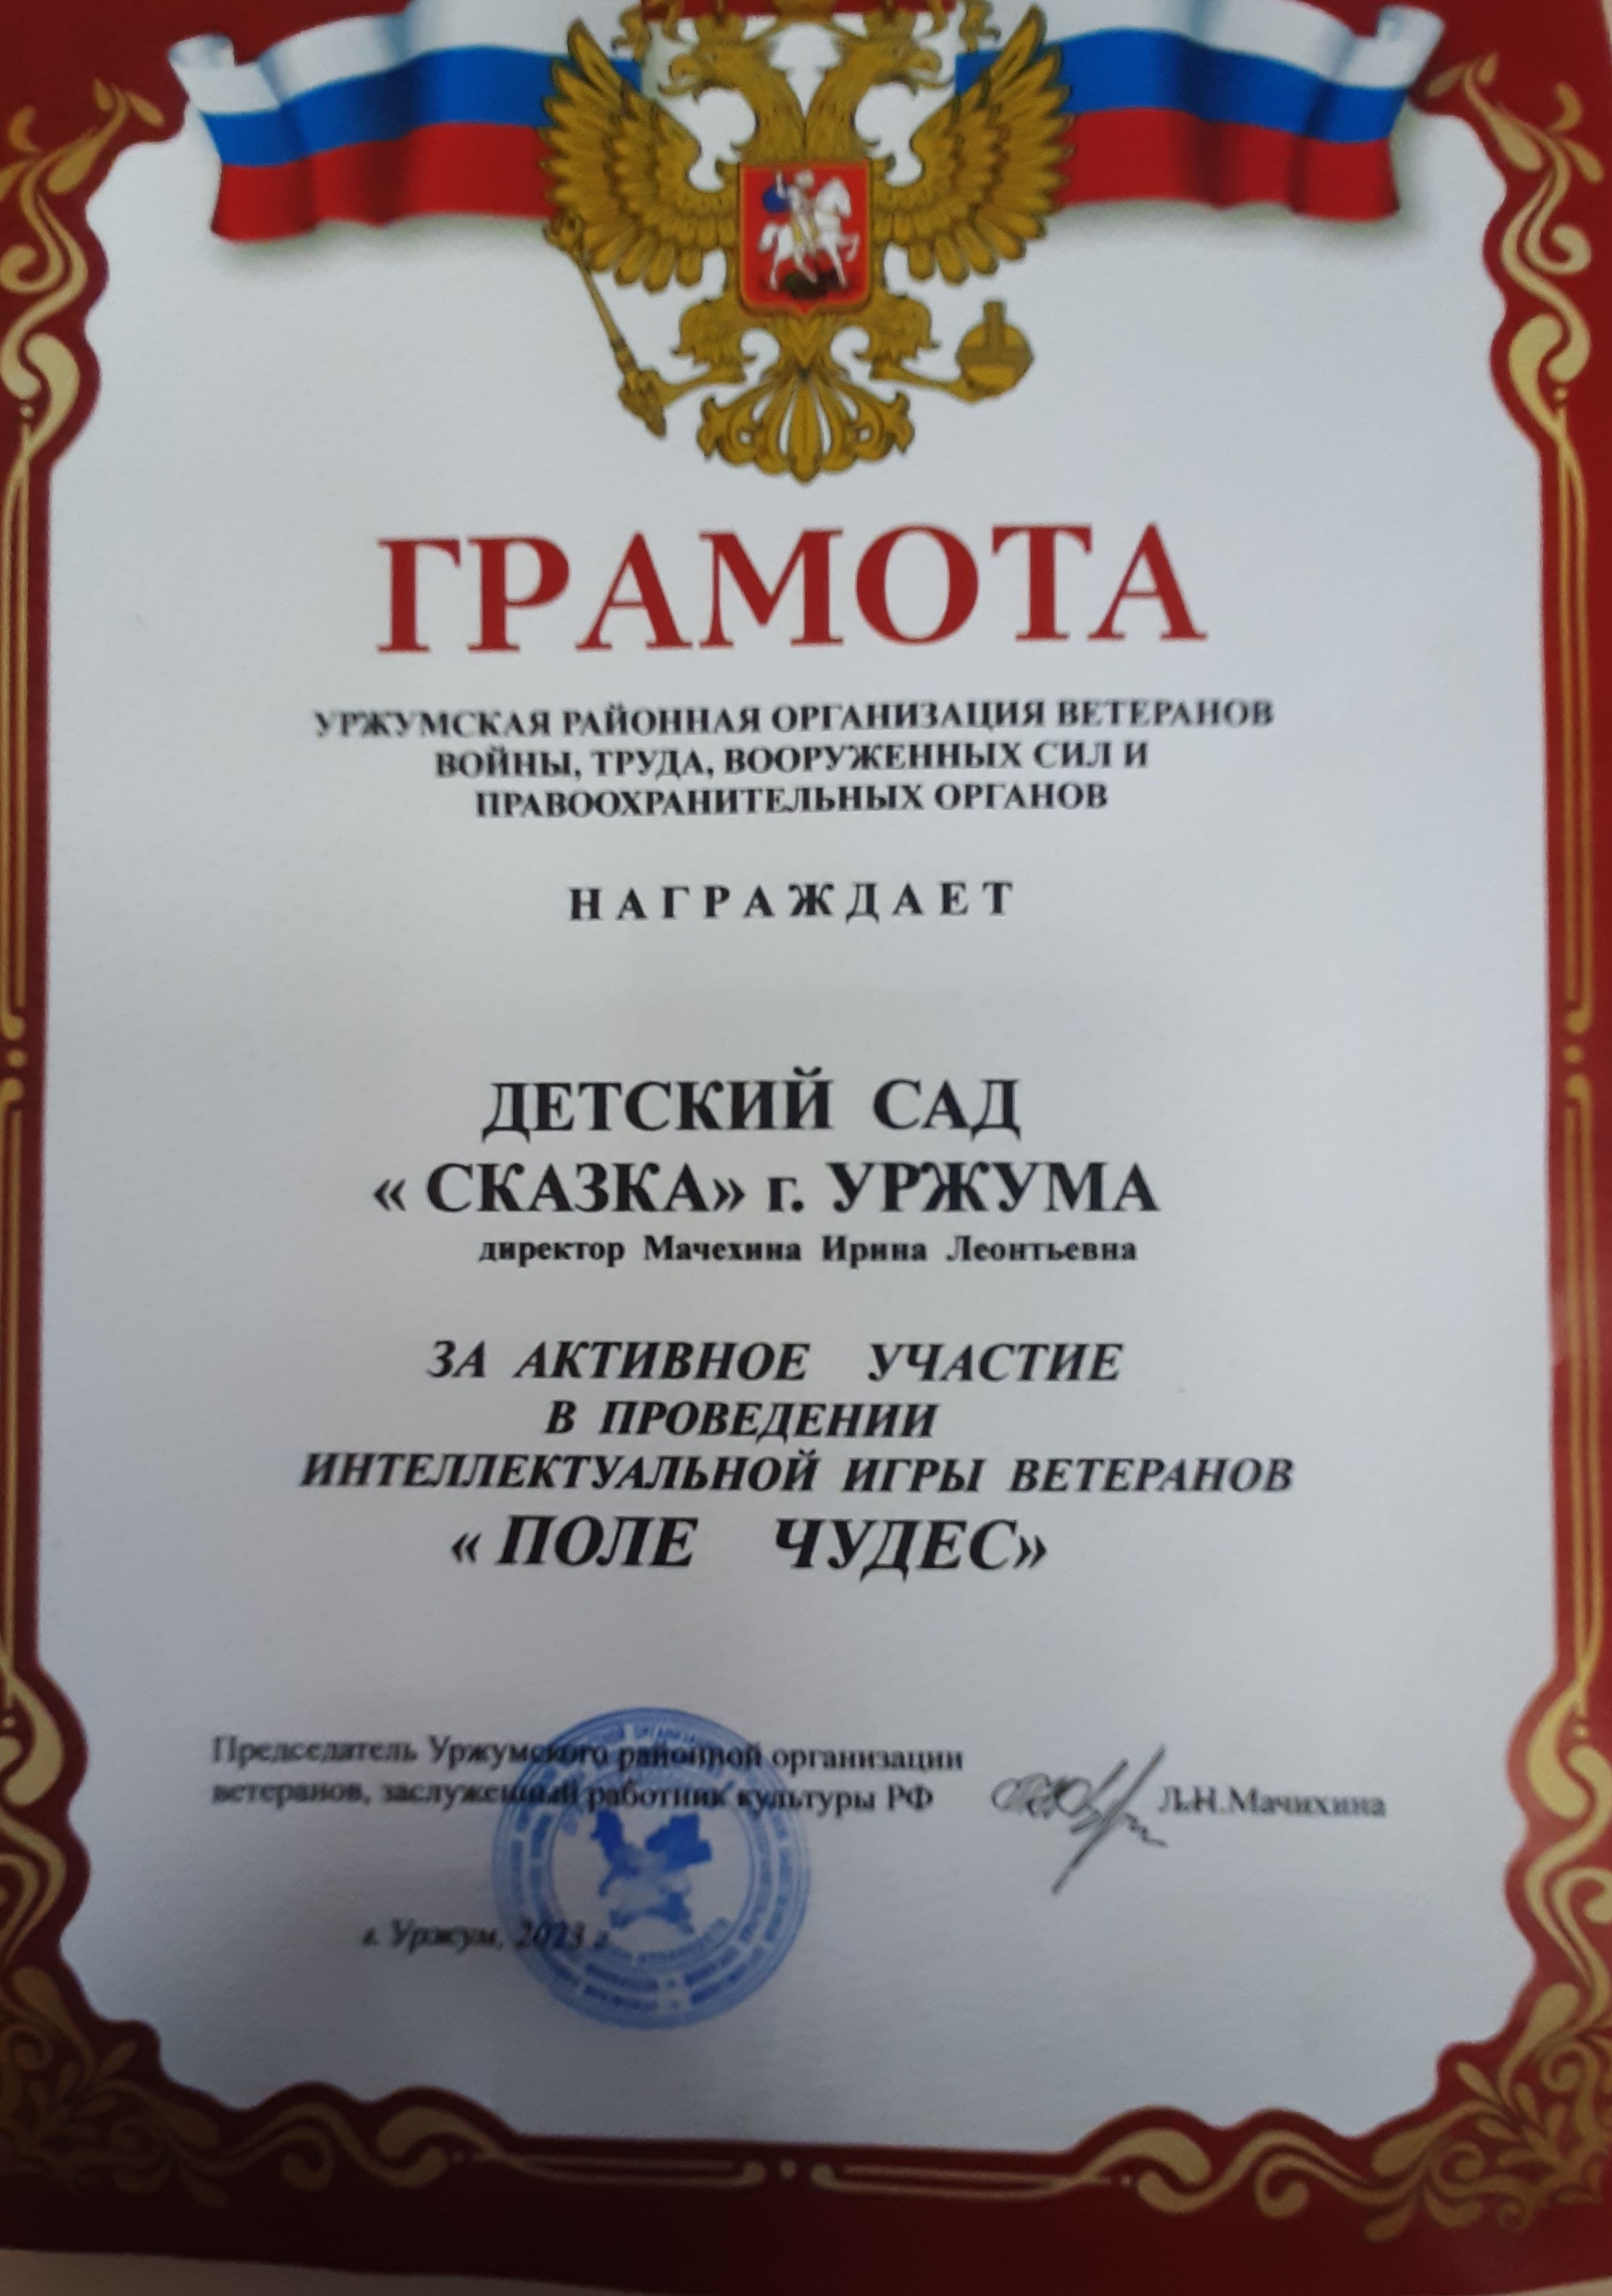 ГРАМОТА
УРЖУМСКАЯ РАЙОННАЯ ОРГАНИЗАЦИЯ ВЕТЕРАНОВ
ВОЙНЫ, ТРУДА, ВООРУЖЕННЫХ СИЛ И
ПРАВООХРАНИТЕЛЬНЫХ ОРГАНОВ
Н А Г Р А Ж Д А Е Т
ДЕТСКИЙ САД
« СКАЗКА» г. УРЖУМА
директор Мачехина Ирина Леонтьевна
ЗА АКТИВНОЕ УЧАСТИЕ
В ПРОВЕДЕНИИ
ИНТЕЛЛЕКТУАЛЬНОЙ ИГРЫ ВЕТЕРАНОВ
« ПОЛЕ ЧУДЕС»
Председатель Уржумского районной организации
ветеранов, заслуженный работник культуры РФ Л.Н.Мачихина
г. Уржум, 2023 г